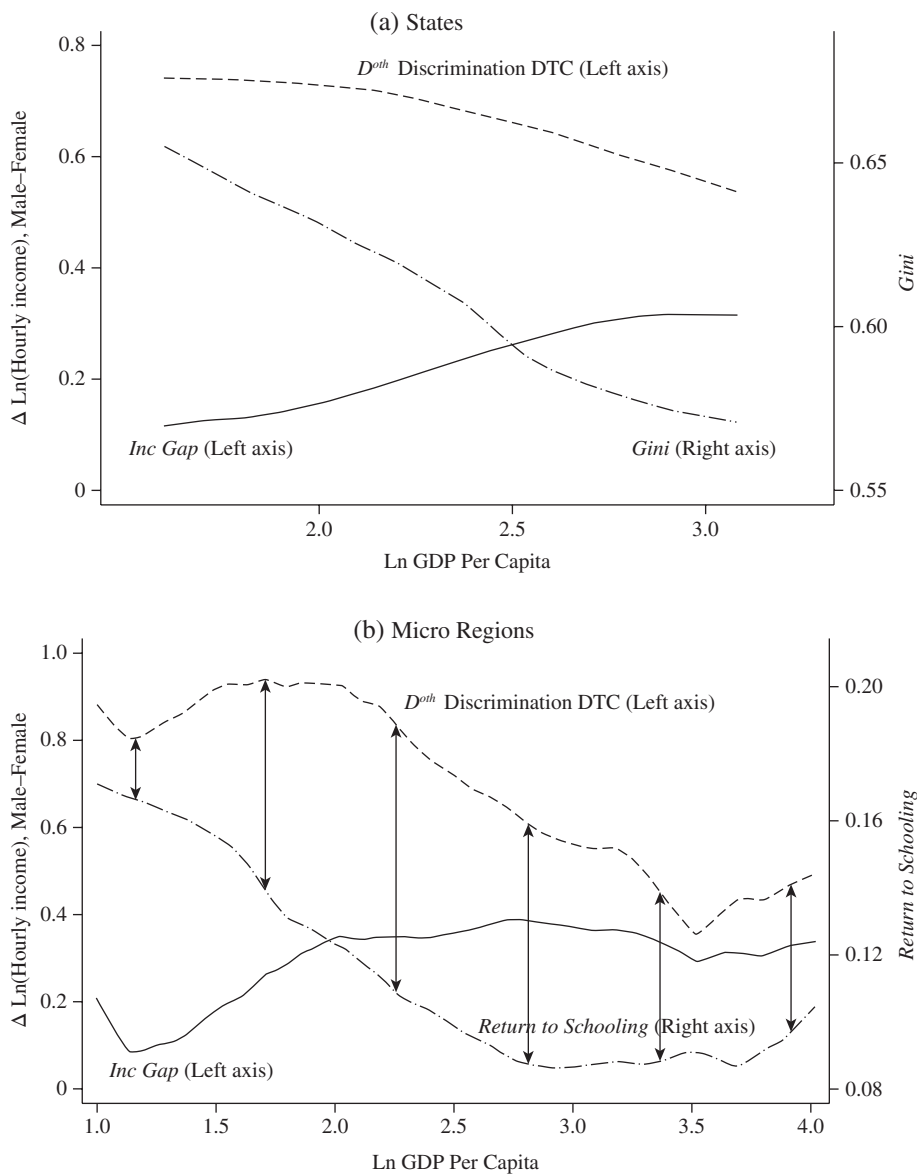 (a) States
0.8
D^oth Discrimination DTC (Left axis)
0.6
0.65
0.4
0.60
0.2
Inc Gap (Left axis)
Gini (Right axis)
0
0.55
2.0
2.5
3.0
Ln GDP Per Capita
Δ Ln(Hourly income), Male–Female
Gini
(b) Micro Regions
1.0
D^oth Discrimination DTC (Left axis)
0.20
0.8
0.6
0.16
0.4
0.12
0.2
Return to Schooling (Right axis)
Inc Gap (Left axis)
0
0.08
1.0
1.5
2.0
2.5
3.0
3.5
4.0
Ln GDP Per Capita
Δ Ln(Hourly income), Male–Female
Return to Schooling